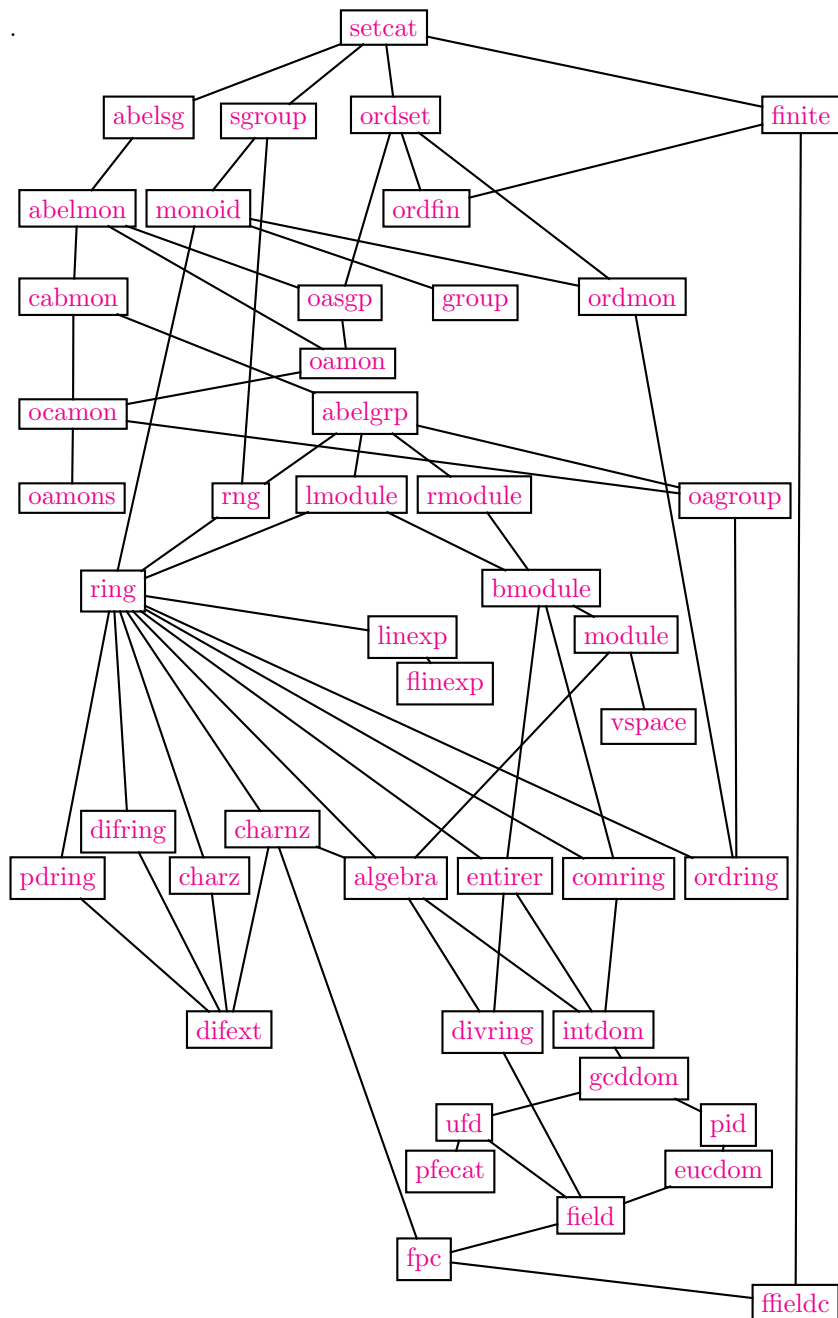 .
setcat
abelsg sgroup ordset finite
abelmon monoid ordfin
cabmon oasgp group ordmon
oamon
ocamon abelgrp
oamons rng lmodule rmodule oagroup
ring bmodule
linexp module
flinexp
vspace
difring charnz
pdring charz algebra entirer comring ordring
difext divring intdom
gcddom
ufd pid
pfecat eucdom
field
fpc
ffieldc